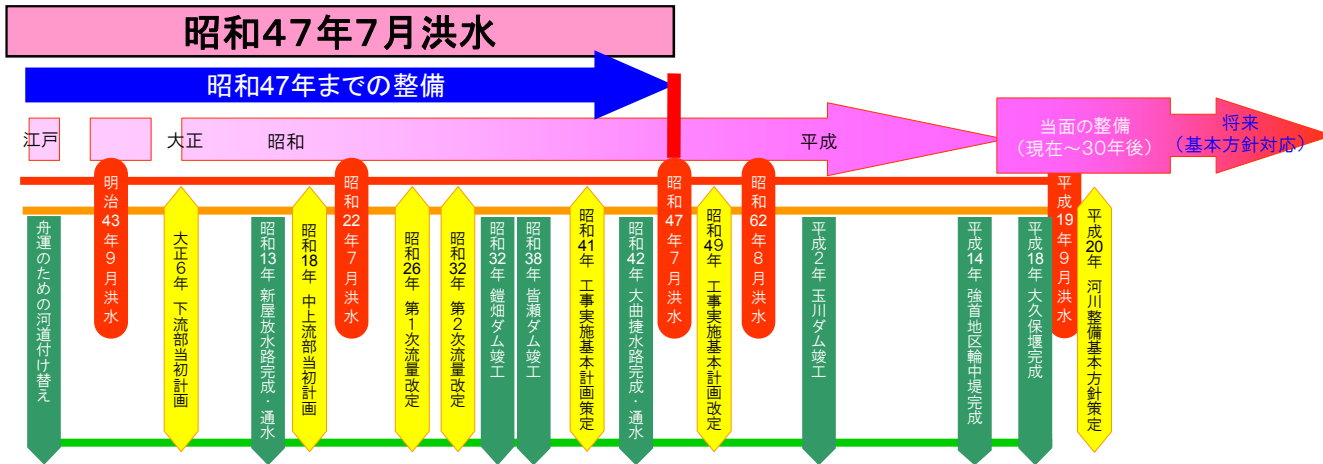 昭和47年7月洪水
昭和47年までの整備
江戸
大正
昭和
平成
当面の整備
（現在～30年後）
将来
（基本方針対応）
舟運のための河道付け替え
明治43年9月洪水
大正6年 下流部当初計画
昭和13年 新屋放水路完成・通水
昭和18年 中上流部当初計画
昭和22年7月洪水
昭和26年 第1次流量改定
昭和32年 第2次流量改定
昭和32年 鎧畑ダム竣工
昭和38年 皆瀬ダム竣工
昭和41年 工事実施基本計画策定
昭和42年 大曲捷水路完成・通水
昭和47年7月洪水
昭和49年 工事実施基本計画改定
昭和62年8月洪水
平成2年 玉川ダム竣工
平成14年 強首地区輪中堤完成
平成18年 大久保堰完成
平成19年9月洪水
平成20年 河川整備基本方針策定